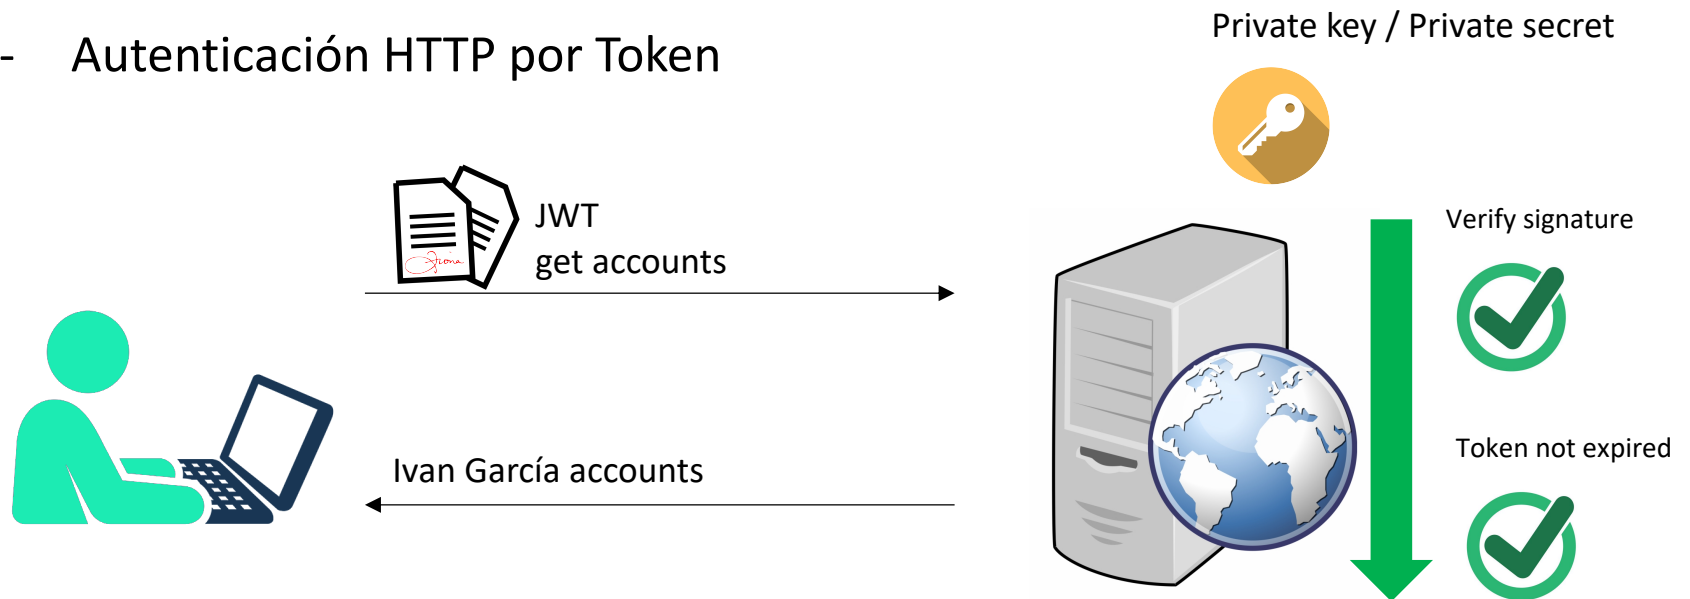 - Autenticación HTTP por Token
Private key / Private secret
JWT
get accounts
Verify signature
Ivan García accounts
Token not expired